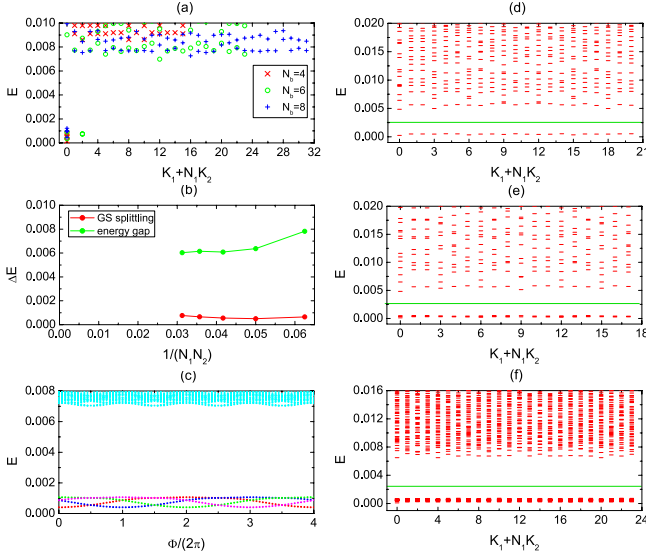 (a)
0.010
0.008
0.006
0.004
0.002
0.000
E
N_b=4
N_b=6
N_b=8
0 4 8 12 16 20 24 28 32
K_1+N_1K_2
(b)
0.010
0.008
0.006
0.004
0.002
0.000
ΔE
GS splittling
energy gap
0.00 0.01 0.02 0.03 0.04 0.05 0.06
1/(N_1N_2)
(c)
0.008
0.006
0.004
0.002
0.000
E
0 1 2 3 4
Φ/(2π)
(d)
0.020
0.015
0.010
0.005
0.000
E
0 3 6 9 12 15 18 21
K_1+N_1K_2
(e)
0.020
0.015
0.010
0.005
0.000
E
0 3 6 9 12 15 18
K_1+N_1K_2
(f)
0.016
0.012
0.008
0.004
0.000
E
0 4 8 12 16 20 24
K_1+N_1K_2